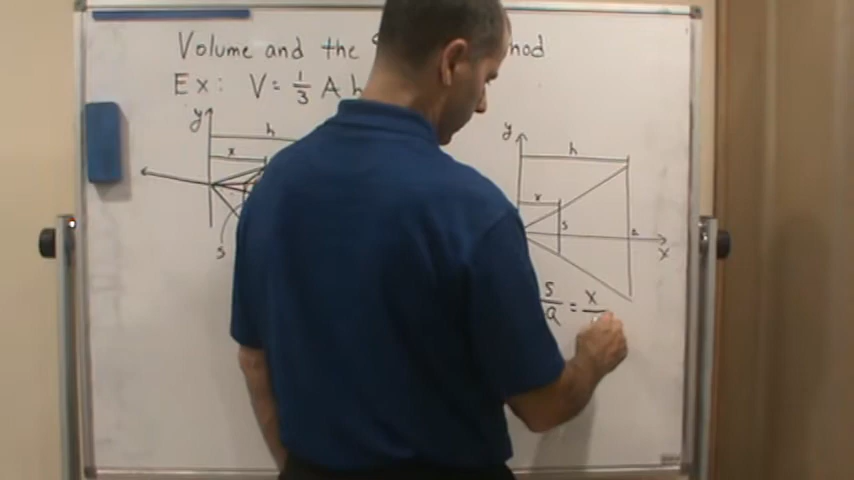 Volume and the
Ex: V = 1/3 A h
y
h
x
s
y
h
x
s
a
x
s/a = x/